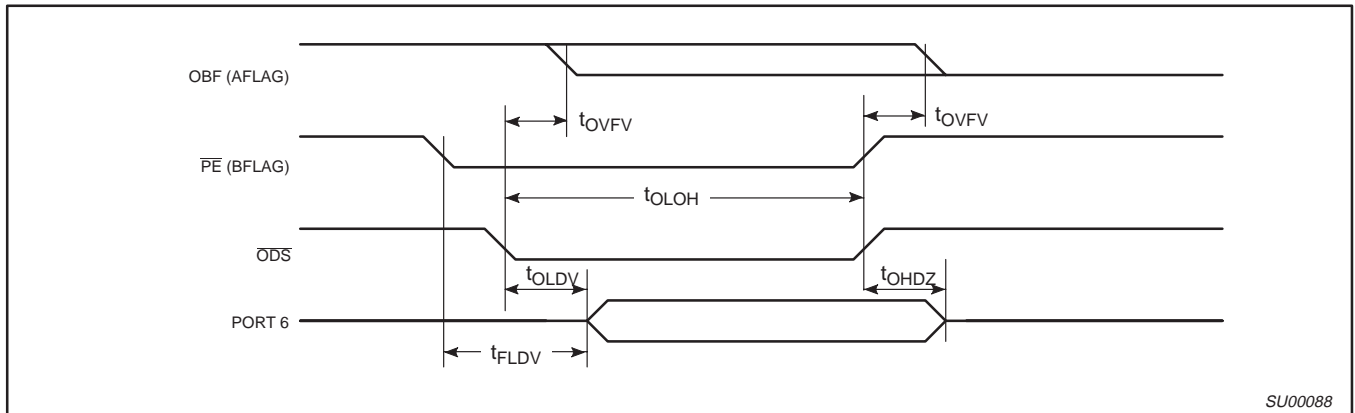 OBF (AFLAG)
tOVFV
tOVFV
PE (BFLAG)
tOLOH
ODS
tOLDV
tOHDZ
PORT 6
tFLDV
SU00088